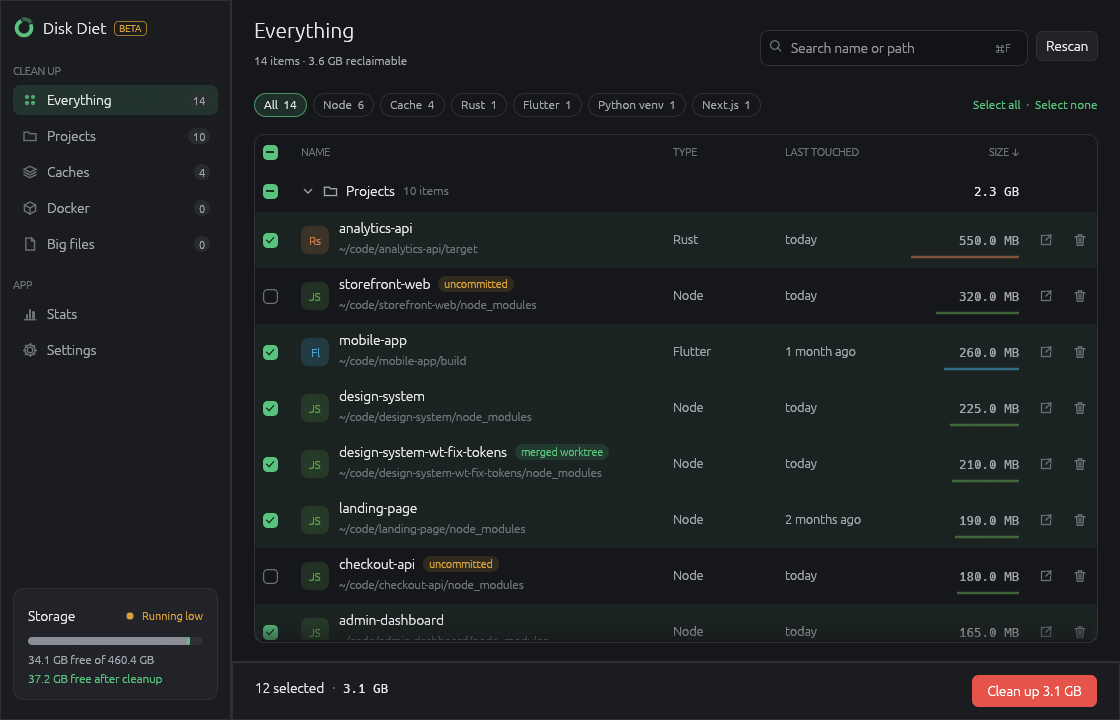 Disk Diet BETA
CLEAN UP
Everything 14
Projects 10
Caches 4
Docker 0
Big files 0
APP
Stats
Settings
Storage Running low
34.1 GB free of 460.4 GB
37.2 GB free after cleanup
Everything
14 items · 3.6 GB reclaimable
Search name or path ⌘F
Rescan
All 14 Node 6 Cache 4 Rust 1 Flutter 1 Python venv 1 Next.js 1
Select all · Select none
NAME TYPE LAST TOUCHED SIZE ↓
Projects 10 items 2.3 GB
Rs analytics-api Rust today 550.0 MB
~/code/analytics-api/target
JS storefront-web uncommitted Node today 320.0 MB
~/code/storefront-web/node_modules
Fl mobile-app Flutter 1 month ago 260.0 MB
~/code/mobile-app/build
JS design-system Node today 225.0 MB
~/code/design-system/node_modules
JS design-system-wt-fix-tokens merged worktree Node today 210.0 MB
~/code/design-system-wt-fix-tokens/node_modules
JS landing-page Node 2 months ago 190.0 MB
~/code/landing-page/node_modules
JS checkout-api uncommitted Node today 180.0 MB
~/code/checkout-api/node_modules
JS admin-dashboard Node today 165.0 MB
~/code/admin-dashboard/node_modules
12 selected · 3.1 GB
Clean up 3.1 GB